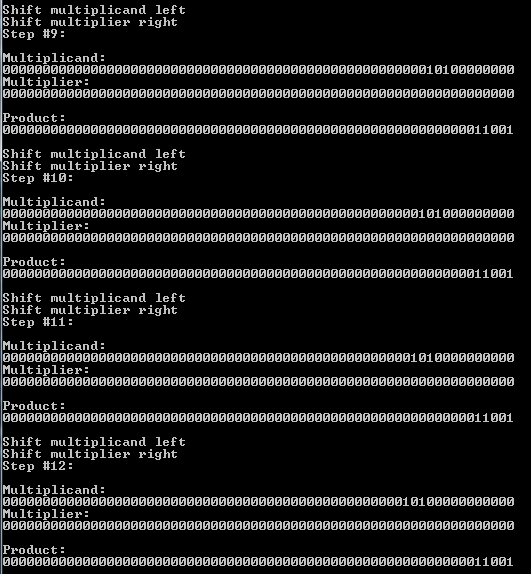 Shift multiplicand left
Shift multiplier right
Step #9:
Multiplicand:
0000000000000000000000000000000000000000000000000000010100000000
Multiplier:
0000000000000000000000000000000000000000000000000000000000000000
Product:
0000000000000000000000000000000000000000000000000000000000011001
Shift multiplicand left
Shift multiplier right
Step #10:
Multiplicand:
0000000000000000000000000000000000000000000000000000101000000000
Multiplier:
0000000000000000000000000000000000000000000000000000000000000000
Product:
0000000000000000000000000000000000000000000000000000000000011001
Shift multiplicand left
Shift multiplier right
Step #11:
Multiplicand:
0000000000000000000000000000000000000000000000000001010000000000
Multiplier:
0000000000000000000000000000000000000000000000000000000000000000
Product:
0000000000000000000000000000000000000000000000000000000000011001
Shift multiplicand left
Shift multiplier right
Step #12:
Multiplicand:
0000000000000000000000000000000000000000000000000010100000000000
Multiplier:
0000000000000000000000000000000000000000000000000000000000000000
Product:
0000000000000000000000000000000000000000000000000000000000011001